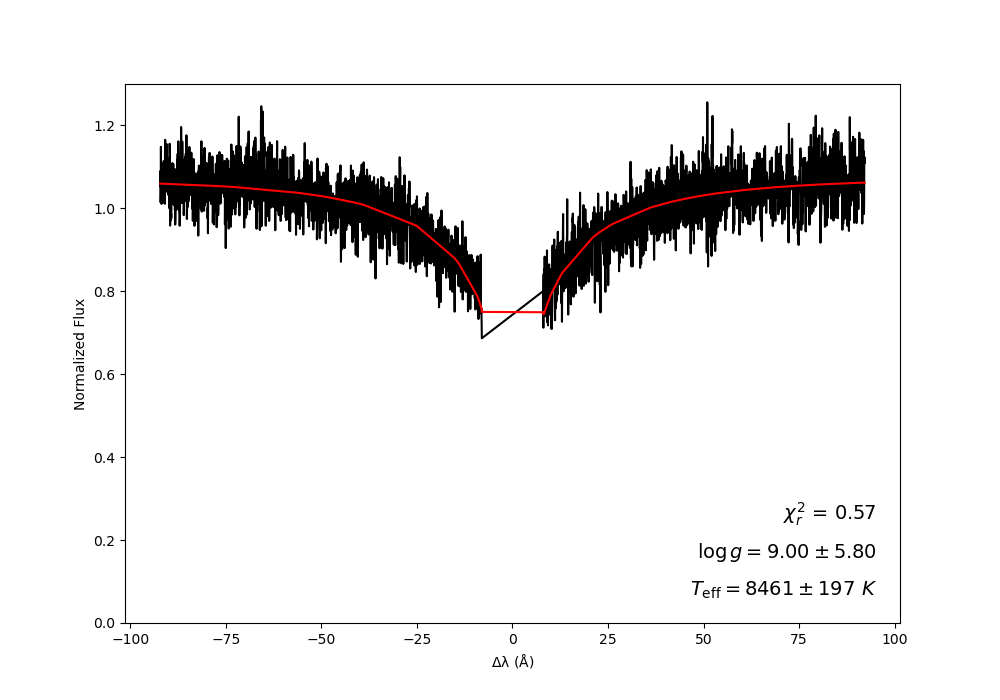 Normalized Flux
1.2
1.0
0.8
0.6
0.4
0.2
0.0
χ²ᵣ = 0.57
log g = 9.00 ± 5.80
T_eff = 8461 ± 197 K
−100 −75 −50 −25 0 25 50 75 100
Δλ (Å)